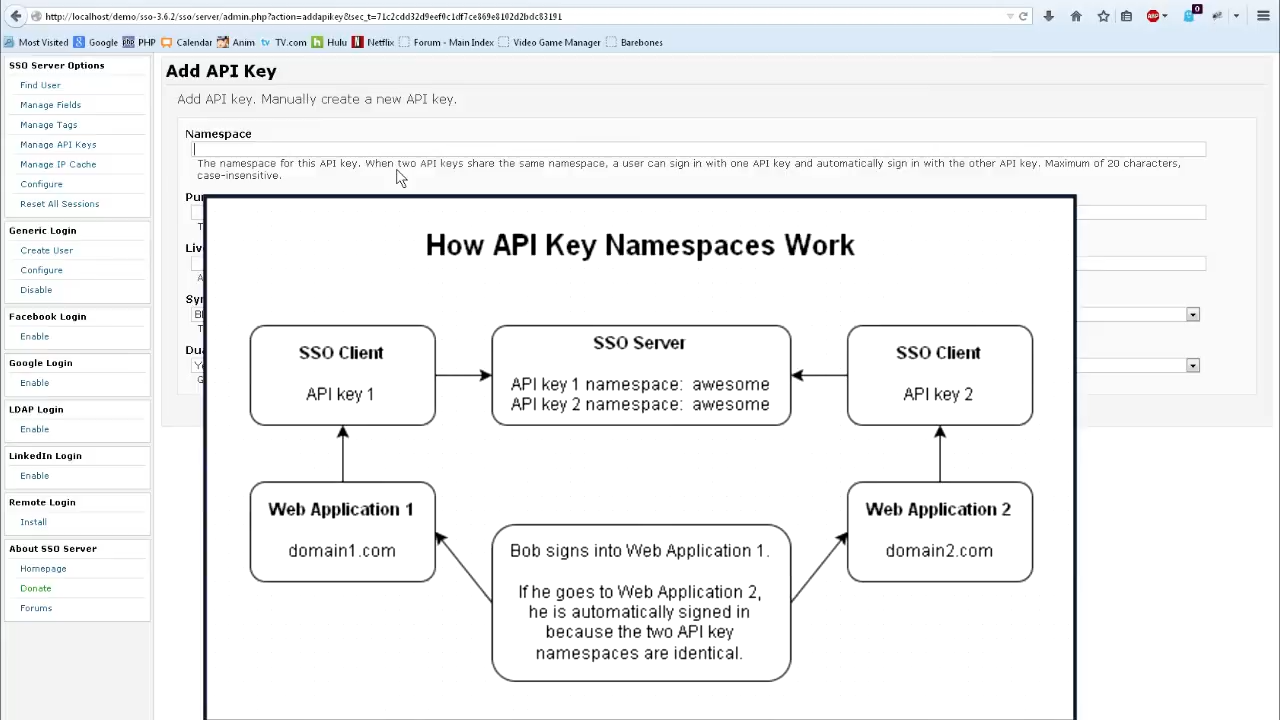 http://localhost/demo/sso-3.6.2/sso/server/admin.php?action=addapikey&sec_t=71c2cdd32d9eef0c1df7ce869e8102d2bdc83191
0
ABP
Most Visited Google PHP Calendar Anim TV.com Hulu Netflix Forum - Main Index Video Game Manager Barebones
SSO Server Options
Find User
Manage Fields
Manage Tags
Manage API Keys
Manage IP Cache
Configure
Reset All Sessions
Generic Login
Create User
Configure
Disable
Facebook Login
Enable
Google Login
Enable
LDAP Login
Enable
LinkedIn Login
Enable
Remote Login
Install
About SSO Server
Homepage
Donate
Forums
Add API Key
Add API key. Manually create a new API key.
Namespace
The namespace for this API key. When two API keys share the same namespace, a user can sign in with one API key and automatically sign in with the other API key. Maximum of 20 characters,
case-insensitive.
How API Key Namespaces Work
SSO Client
API key 1
SSO Server
API key 1 namespace: awesome
API key 2 namespace: awesome
SSO Client
API key 2
Web Application 1
domain1.com
Bob signs into Web Application 1.
If he goes to Web Application 2,
he is automatically signed in
because the two API key
namespaces are identical.
Web Application 2
domain2.com